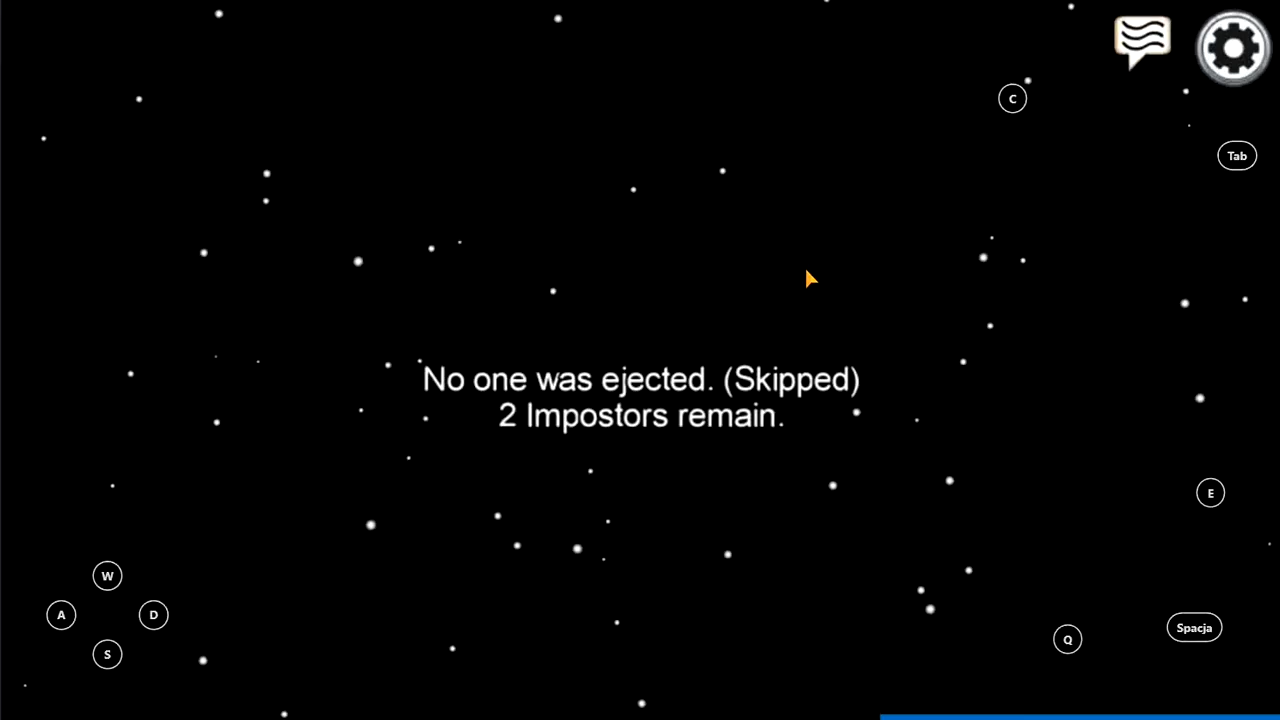 C
Tab
No one was ejected. (Skipped)
2 Impostors remain.
E
W
A D
S
Q
Spacja